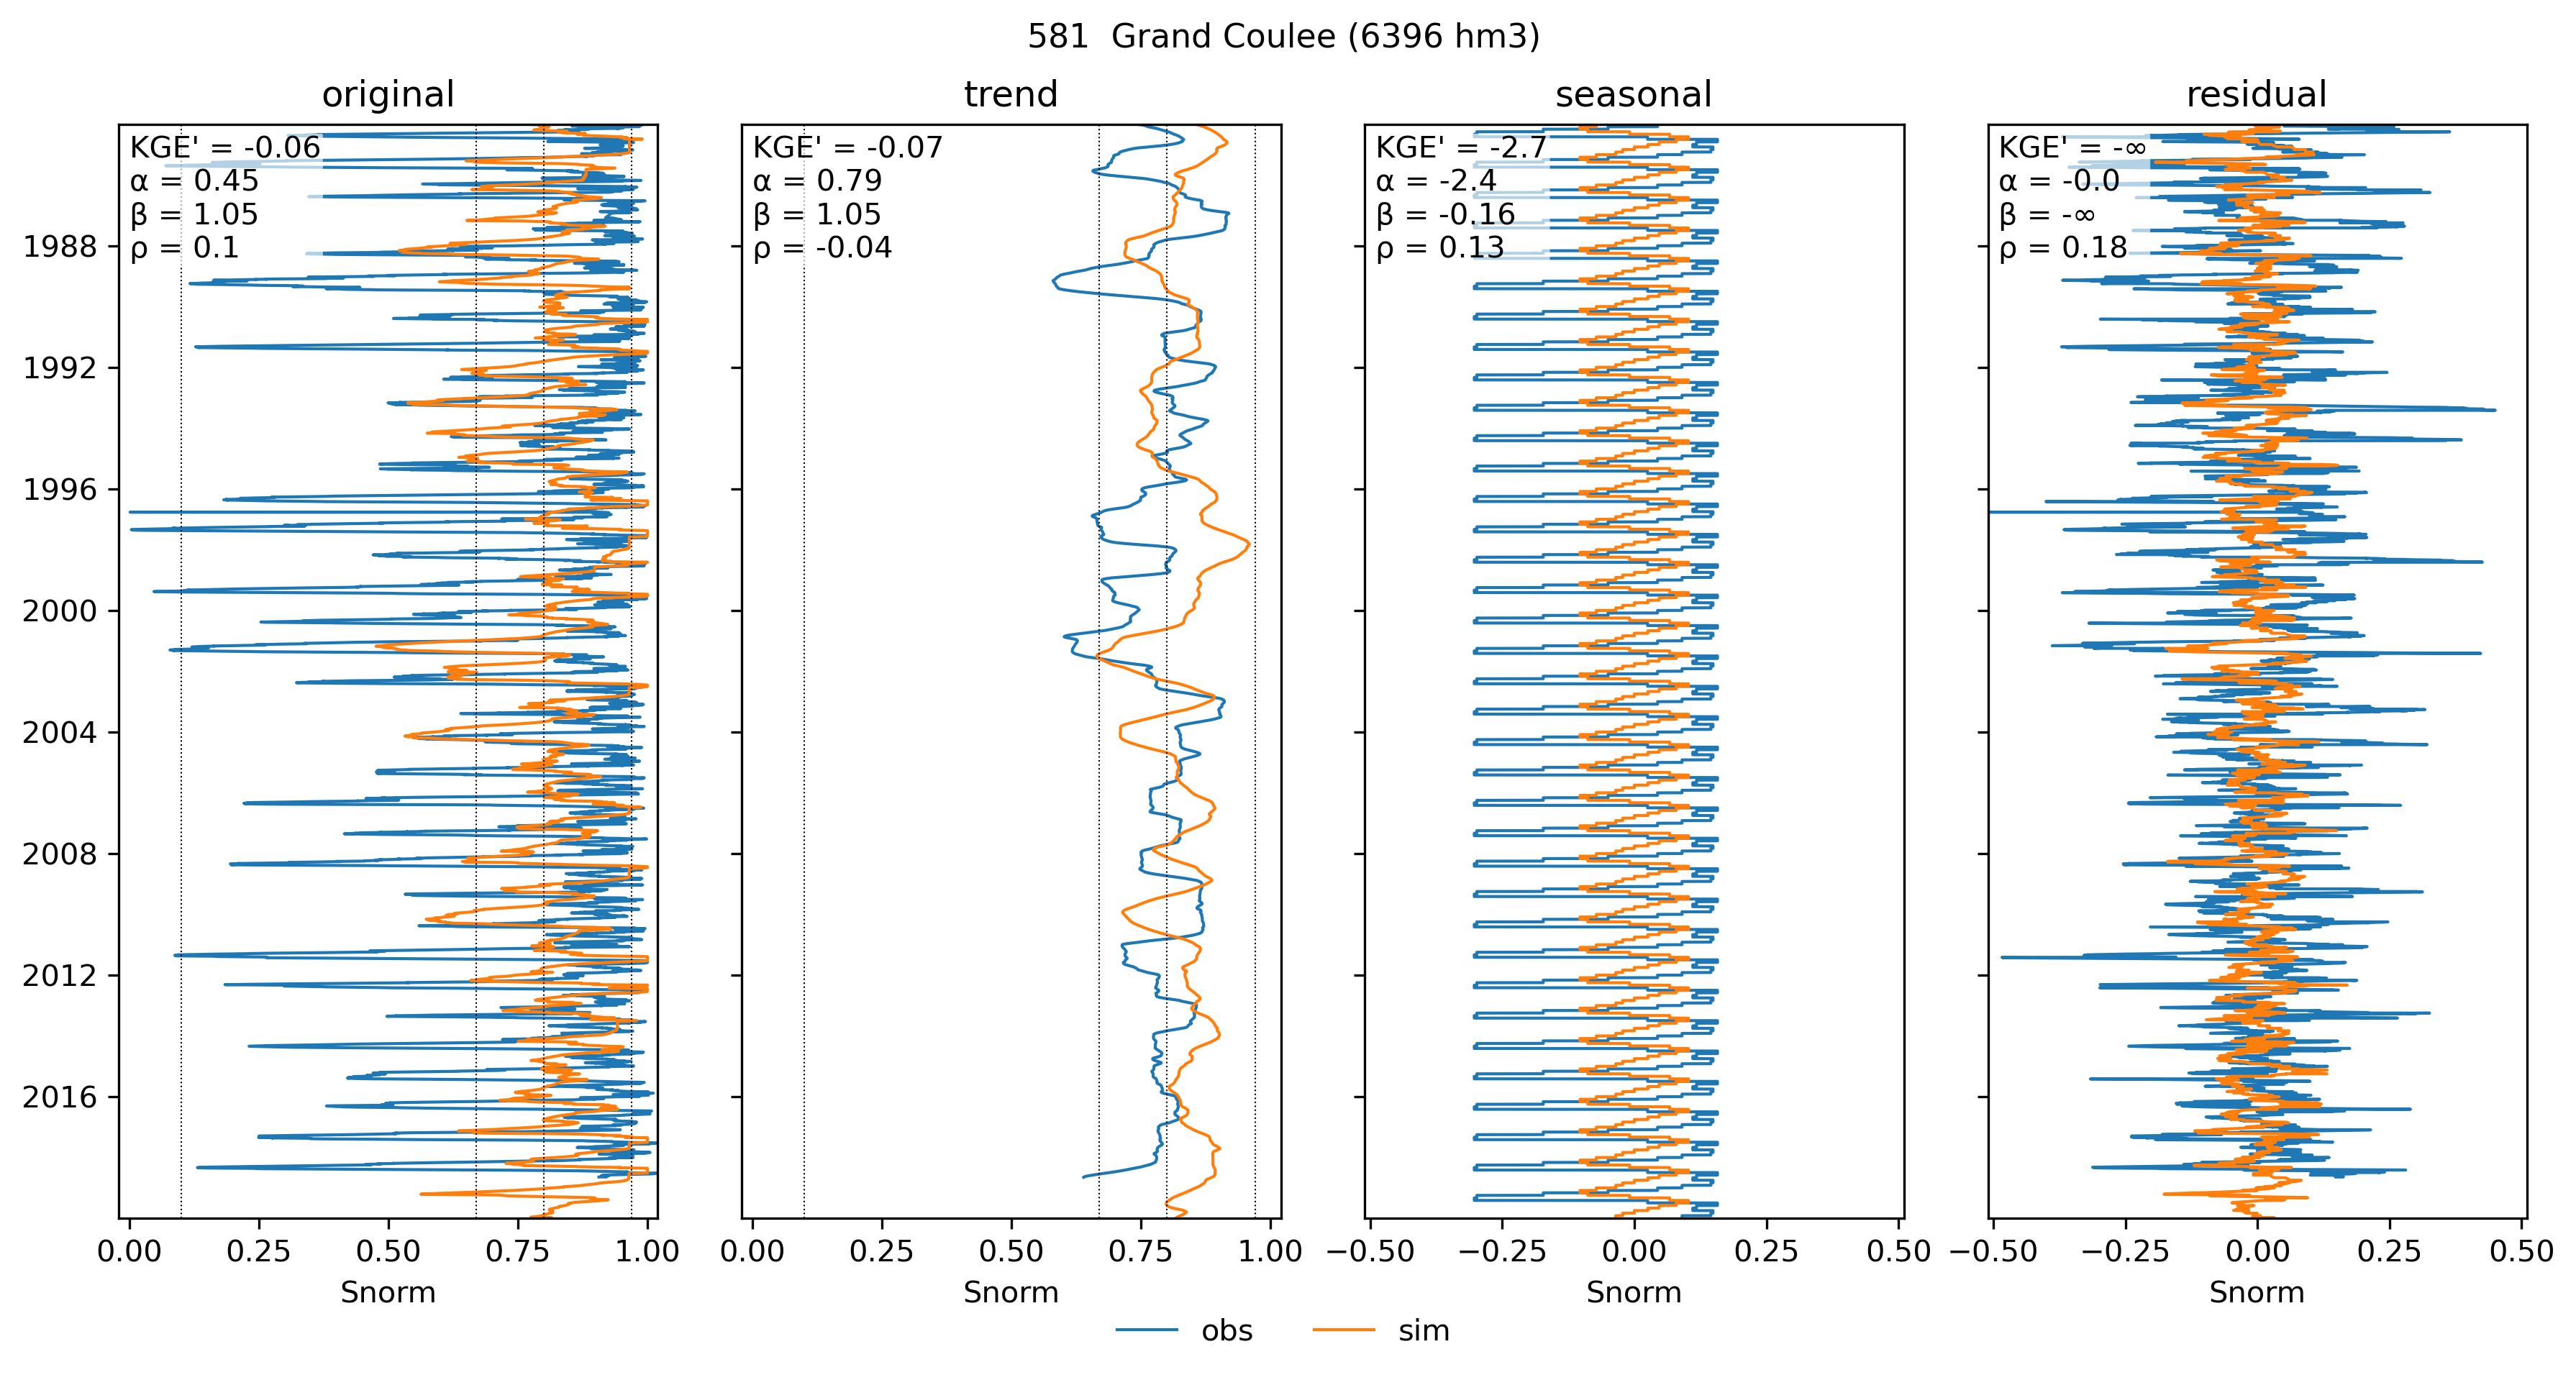 581  Grand Coulee (6396 hm3)
original
trend
seasonal
residual
KGE' = -0.06
α = 0.45
β = 1.05
ρ = 0.1
KGE' = -0.07
α = 0.79
β = 1.05
ρ = -0.04
KGE' = -2.7
α = -2.4
β = -0.16
ρ = 0.13
KGE' = -∞
α = -0.0
β = -∞
ρ = 0.18
1988
1992
1996
2000
2004
2008
2012
2016
0.00 0.25 0.50 0.75 1.00
0.00 0.25 0.50 0.75 1.00
−0.50 −0.25 0.00 0.25 0.50
−0.50 −0.25 0.00 0.25 0.50
Snorm
Snorm
Snorm
Snorm
obs sim